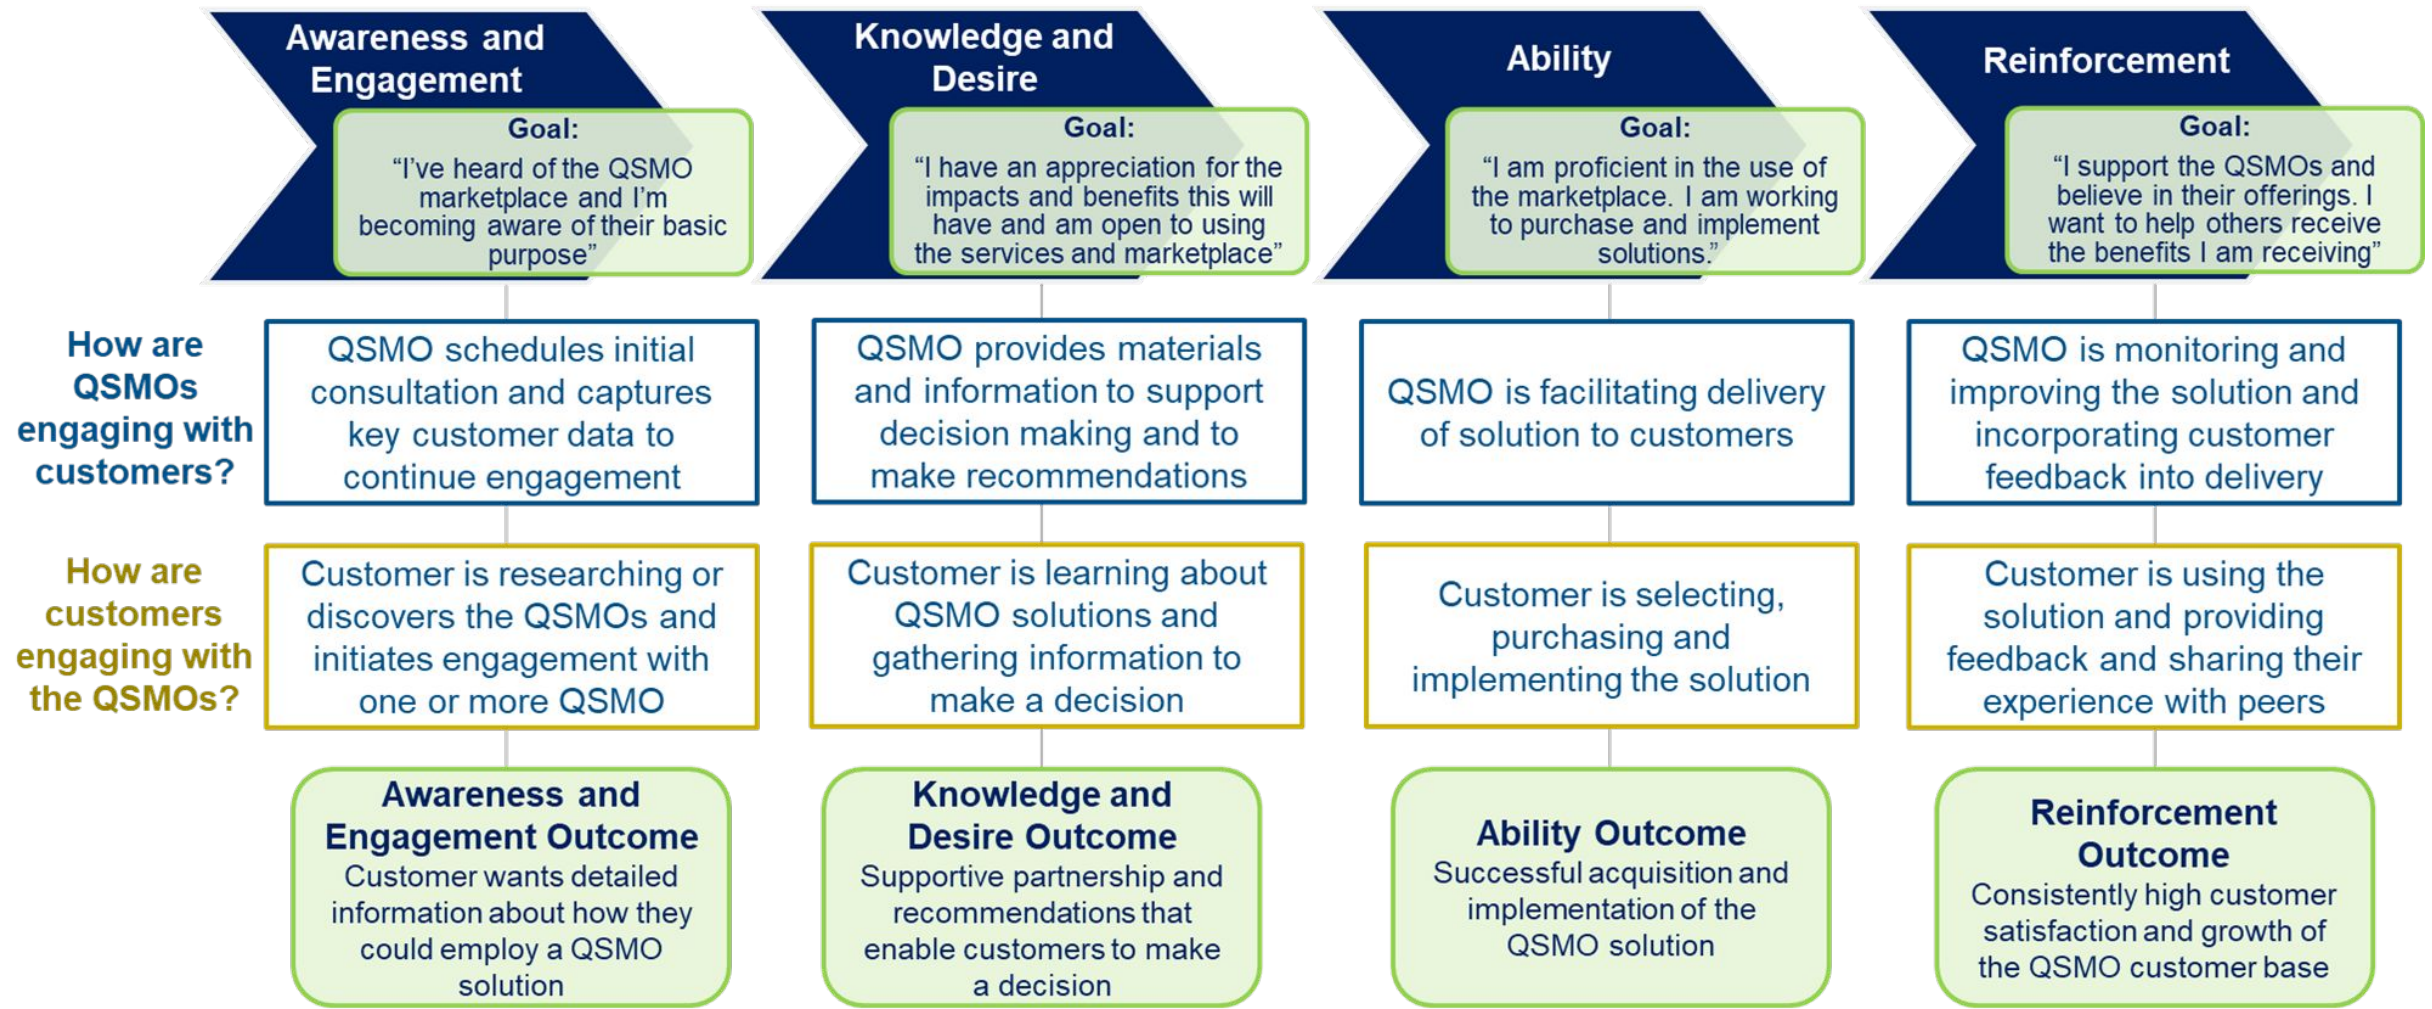 Awareness and
Engagement
Goal:
“I’ve heard of the QSMO
marketplace and I’m
becoming aware of their basic
purpose”
Knowledge and
Desire
Goal:
“I have an appreciation for the
impacts and benefits this will
have and am open to using
the services and marketplace”
Ability
Goal:
“I am proficient in the use of
the marketplace. I am working
to purchase and implement
solutions.”
Reinforcement
Goal:
“I support the QSMOs and
believe in their offerings. I
want to help others receive
the benefits I am receiving”
How are
QSMOs
engaging with
customers?
QSMO schedules initial
consultation and captures
key customer data to
continue engagement
QSMO provides materials
and information to support
decision making and to
make recommendations
QSMO is facilitating delivery
of solution to customers
QSMO is monitoring and
improving the solution and
incorporating customer
feedback into delivery
How are
customers
engaging with
the QSMOs?
Customer is researching or
discovers the QSMOs and
initiates engagement with
one or more QSMO
Customer is learning about
QSMO solutions and
gathering information to
make a decision
Customer is selecting,
purchasing and
implementing the solution
Customer is using the
solution and providing
feedback and sharing their
experience with peers
Awareness and
Engagement Outcome
Customer wants detailed
information about how they
could employ a QSMO
solution
Knowledge and
Desire Outcome
Supportive partnership and
recommendations that
enable customers to make
a decision
Ability Outcome
Successful acquisition and
implementation of the
QSMO solution
Reinforcement
Outcome
Consistently high customer
satisfaction and growth of
the QSMO customer base